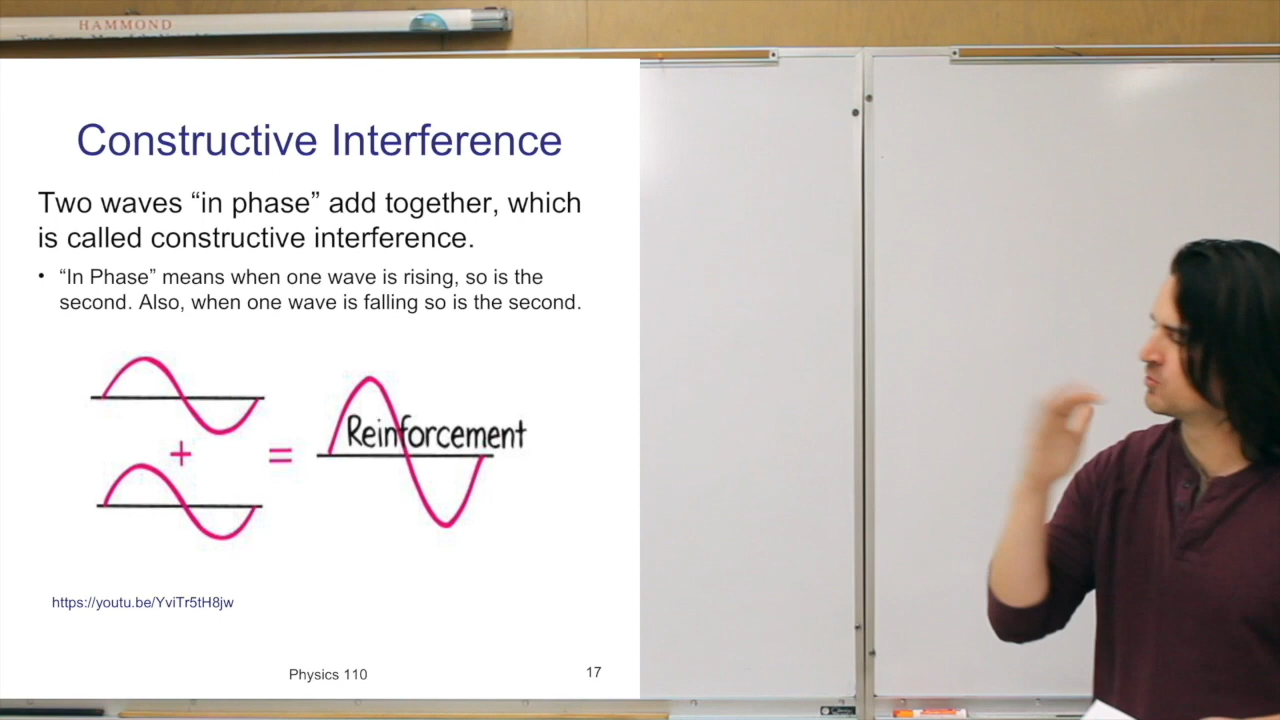 HAMMOND
Constructive Interference
Two waves “in phase” add together, which
is called constructive interference.
• “In Phase” means when one wave is rising, so is the
second. Also, when one wave is falling so is the second.
+
=
Reinforcement
https://youtu.be/YviTr5tH8jw
Physics 110
17